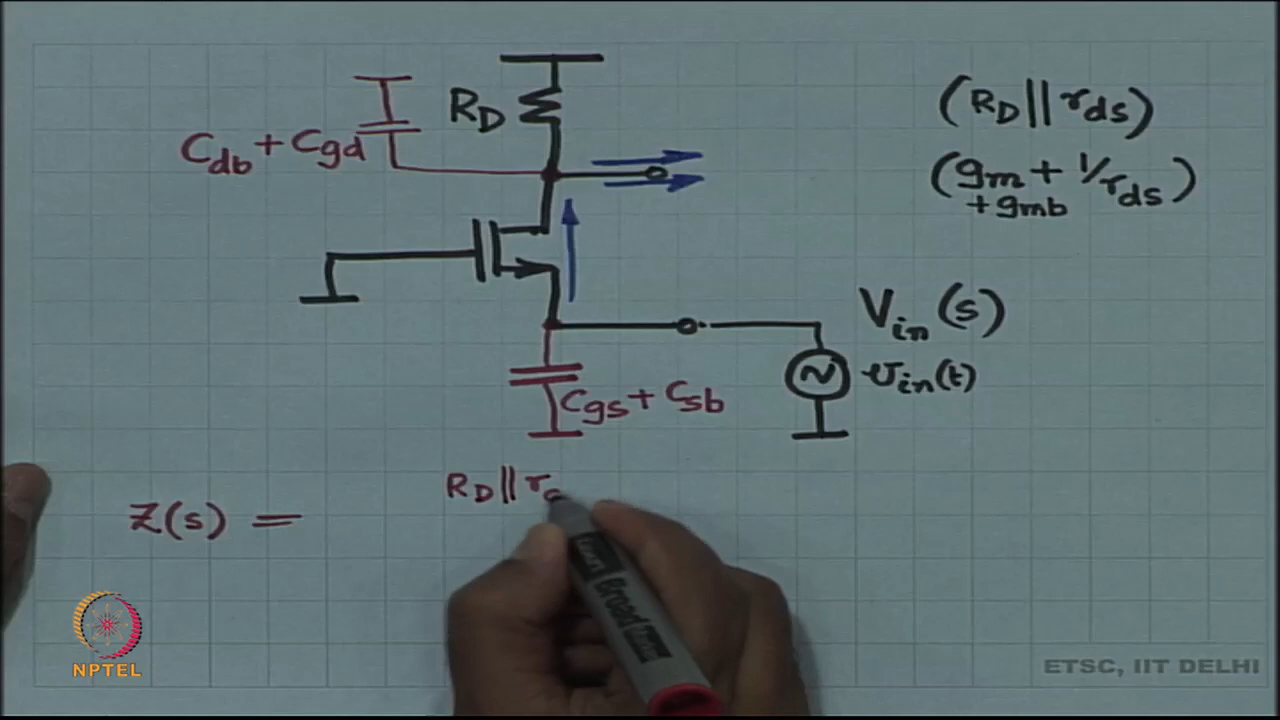 R_D
C_db + C_gd
(R_D || r_ds)
(g_m + 1/r_ds)
+ g_mb
V_in(s)
v_in(t)
C_gs + C_sb
R_D || r
Z(s) =
NPTEL
ETSC, IIT DELHI